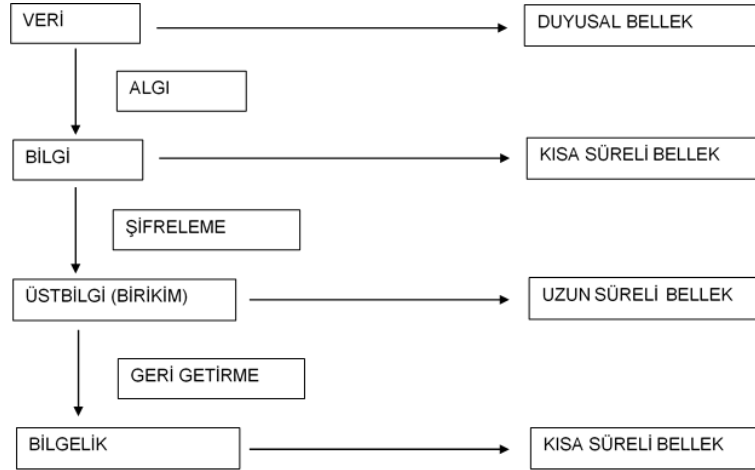 VERİ
DUYUSAL BELLEK
ALGI
BİLGİ
KISA SÜRELİ BELLEK
ŞİFRELEME
ÜSTBİLGİ (BİRİKİM)
UZUN SÜRELİ BELLEK
GERİ GETİRME
BİLGELİK
KISA SÜRELİ BELLEK